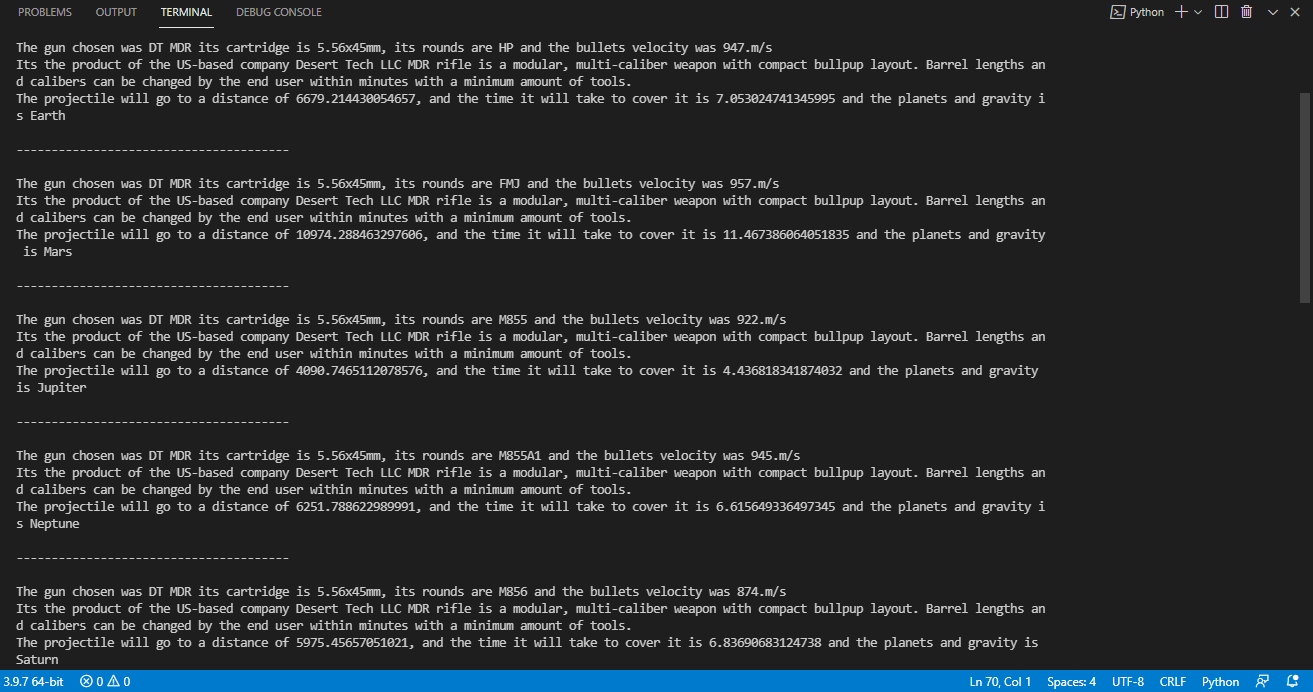 PROBLEMS OUTPUT TERMINAL DEBUG CONSOLE Python
The gun chosen was DT MDR its cartridge is 5.56x45mm, its rounds are HP and the bullets velocity was 947.m/s
Its the product of the US-based company Desert Tech LLC MDR rifle is a modular, multi-caliber weapon with compact bullpup layout. Barrel lengths an
d calibers can be changed by the end user within minutes with a minimum amount of tools.
The projectile will go to a distance of 6679.214430054657, and the time it will take to cover it is 7.053024741345995 and the planets and gravity i
s Earth
---------------------------------------
The gun chosen was DT MDR its cartridge is 5.56x45mm, its rounds are FMJ and the bullets velocity was 957.m/s
Its the product of the US-based company Desert Tech LLC MDR rifle is a modular, multi-caliber weapon with compact bullpup layout. Barrel lengths an
d calibers can be changed by the end user within minutes with a minimum amount of tools.
The projectile will go to a distance of 10974.288463297606, and the time it will take to cover it is 11.467386064051835 and the planets and gravity
is Mars
---------------------------------------
The gun chosen was DT MDR its cartridge is 5.56x45mm, its rounds are M855 and the bullets velocity was 922.m/s
Its the product of the US-based company Desert Tech LLC MDR rifle is a modular, multi-caliber weapon with compact bullpup layout. Barrel lengths an
d calibers can be changed by the end user within minutes with a minimum amount of tools.
The projectile will go to a distance of 4090.7465112078576, and the time it will take to cover it is 4.436818341874032 and the planets and gravity
is Jupiter
---------------------------------------
The gun chosen was DT MDR its cartridge is 5.56x45mm, its rounds are M855A1 and the bullets velocity was 945.m/s
Its the product of the US-based company Desert Tech LLC MDR rifle is a modular, multi-caliber weapon with compact bullpup layout. Barrel lengths an
d calibers can be changed by the end user within minutes with a minimum amount of tools.
The projectile will go to a distance of 6251.788622989991, and the time it will take to cover it is 6.615649336497345 and the planets and gravity i
s Neptune
---------------------------------------
The gun chosen was DT MDR its cartridge is 5.56x45mm, its rounds are M856 and the bullets velocity was 874.m/s
Its the product of the US-based company Desert Tech LLC MDR rifle is a modular, multi-caliber weapon with compact bullpup layout. Barrel lengths an
d calibers can be changed by the end user within minutes with a minimum amount of tools.
The projectile will go to a distance of 5975.45657051021, and the time it will take to cover it is 6.83690683124738 and the planets and gravity is
Saturn
3.9.7 64-bit 0 0 Ln 70, Col 1 Spaces: 4 UTF-8 CRLF Python